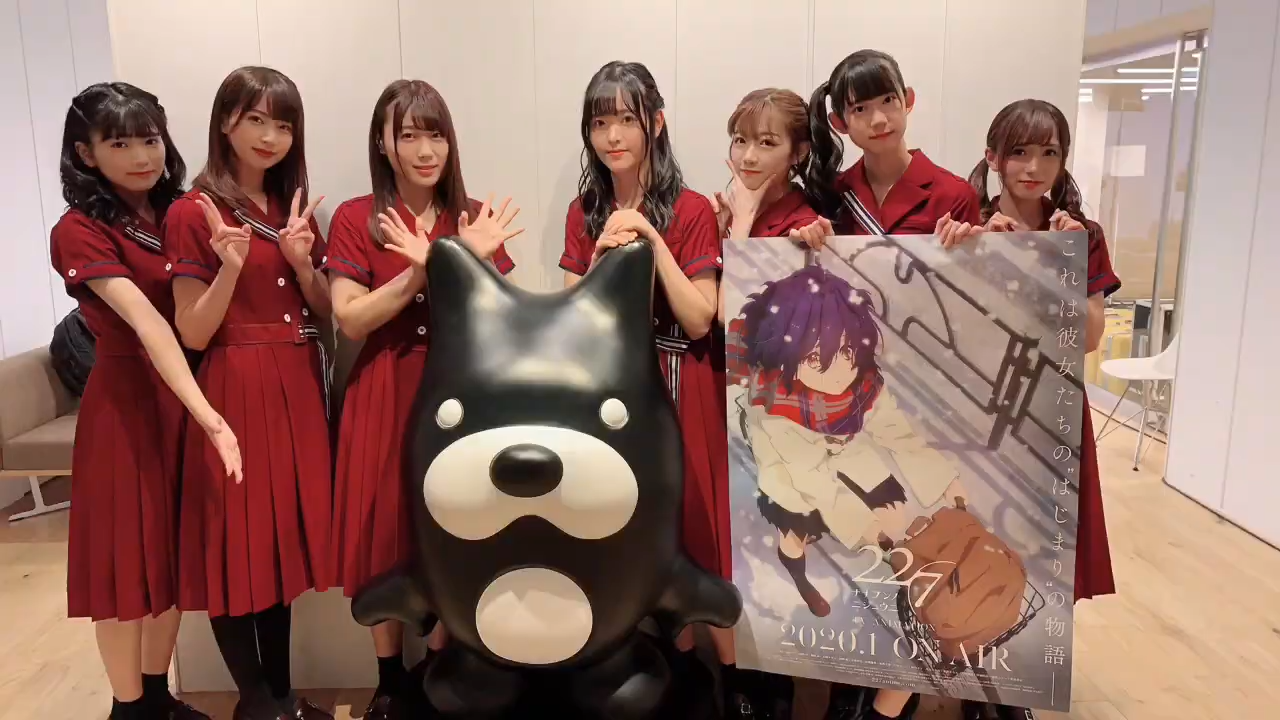 これは彼女たちの“はじまり”の物語――
22/7
ナナブンノ
ニジュウニ
TV ANIMATION
2020.1 ON AIR